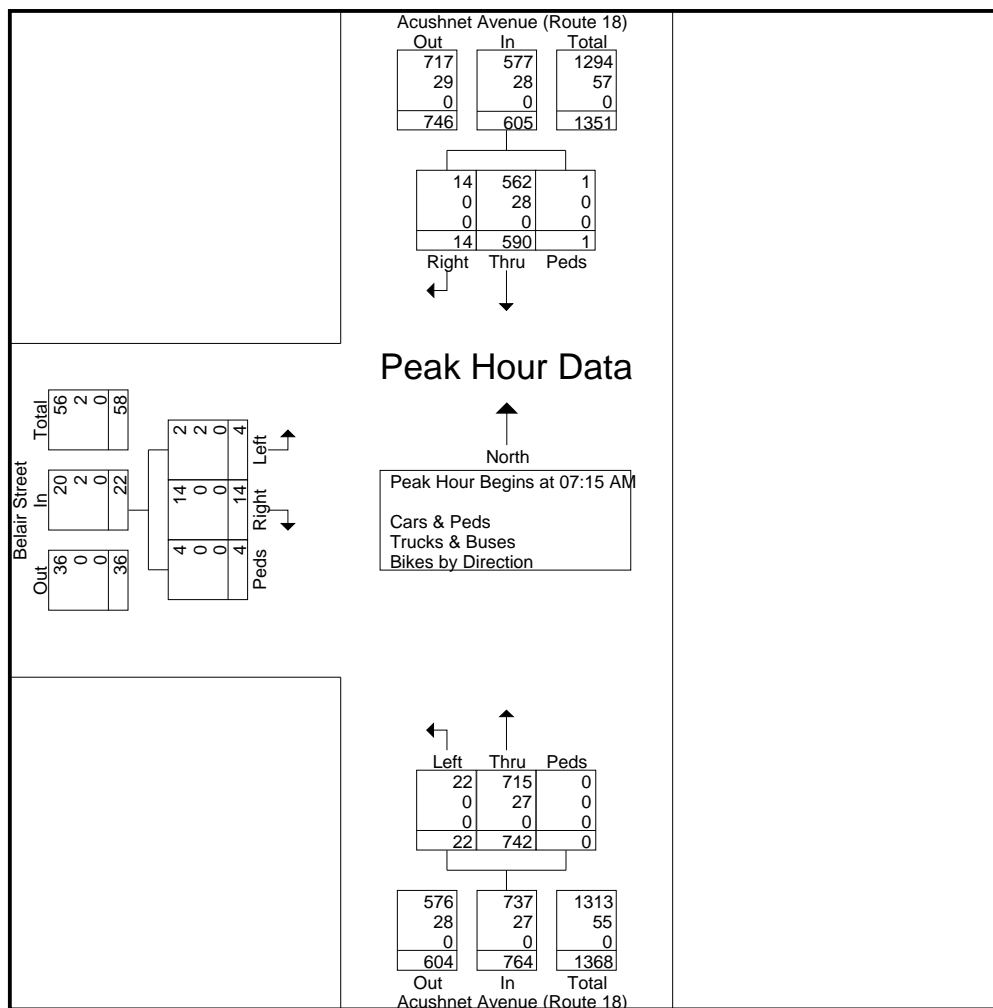 Acushnet Avenue (Route 18)
Out In Total
717 577 1294
29 28 57
0 0 0
746 605 1351
14 562 1
0 28 0
0 0 0
14 590 1
Right Thru Peds
Peak Hour Data
North
Peak Hour Begins at 07:15 AM
Cars & Peds
Trucks & Buses
Bikes by Direction
Belair Street
Out In Total
36 20 56
0 2 2
0 0 0
36 22 58
4 14 2
0 0 2
0 0 0
4 14 4
Peds Right Left
Left Thru Peds
22 715 0
0 27 0
0 0 0
22 742 0
576 737 1313
28 27 55
0 0 0
604 764 1368
Out In Total
Acushnet Avenue (Route 18)